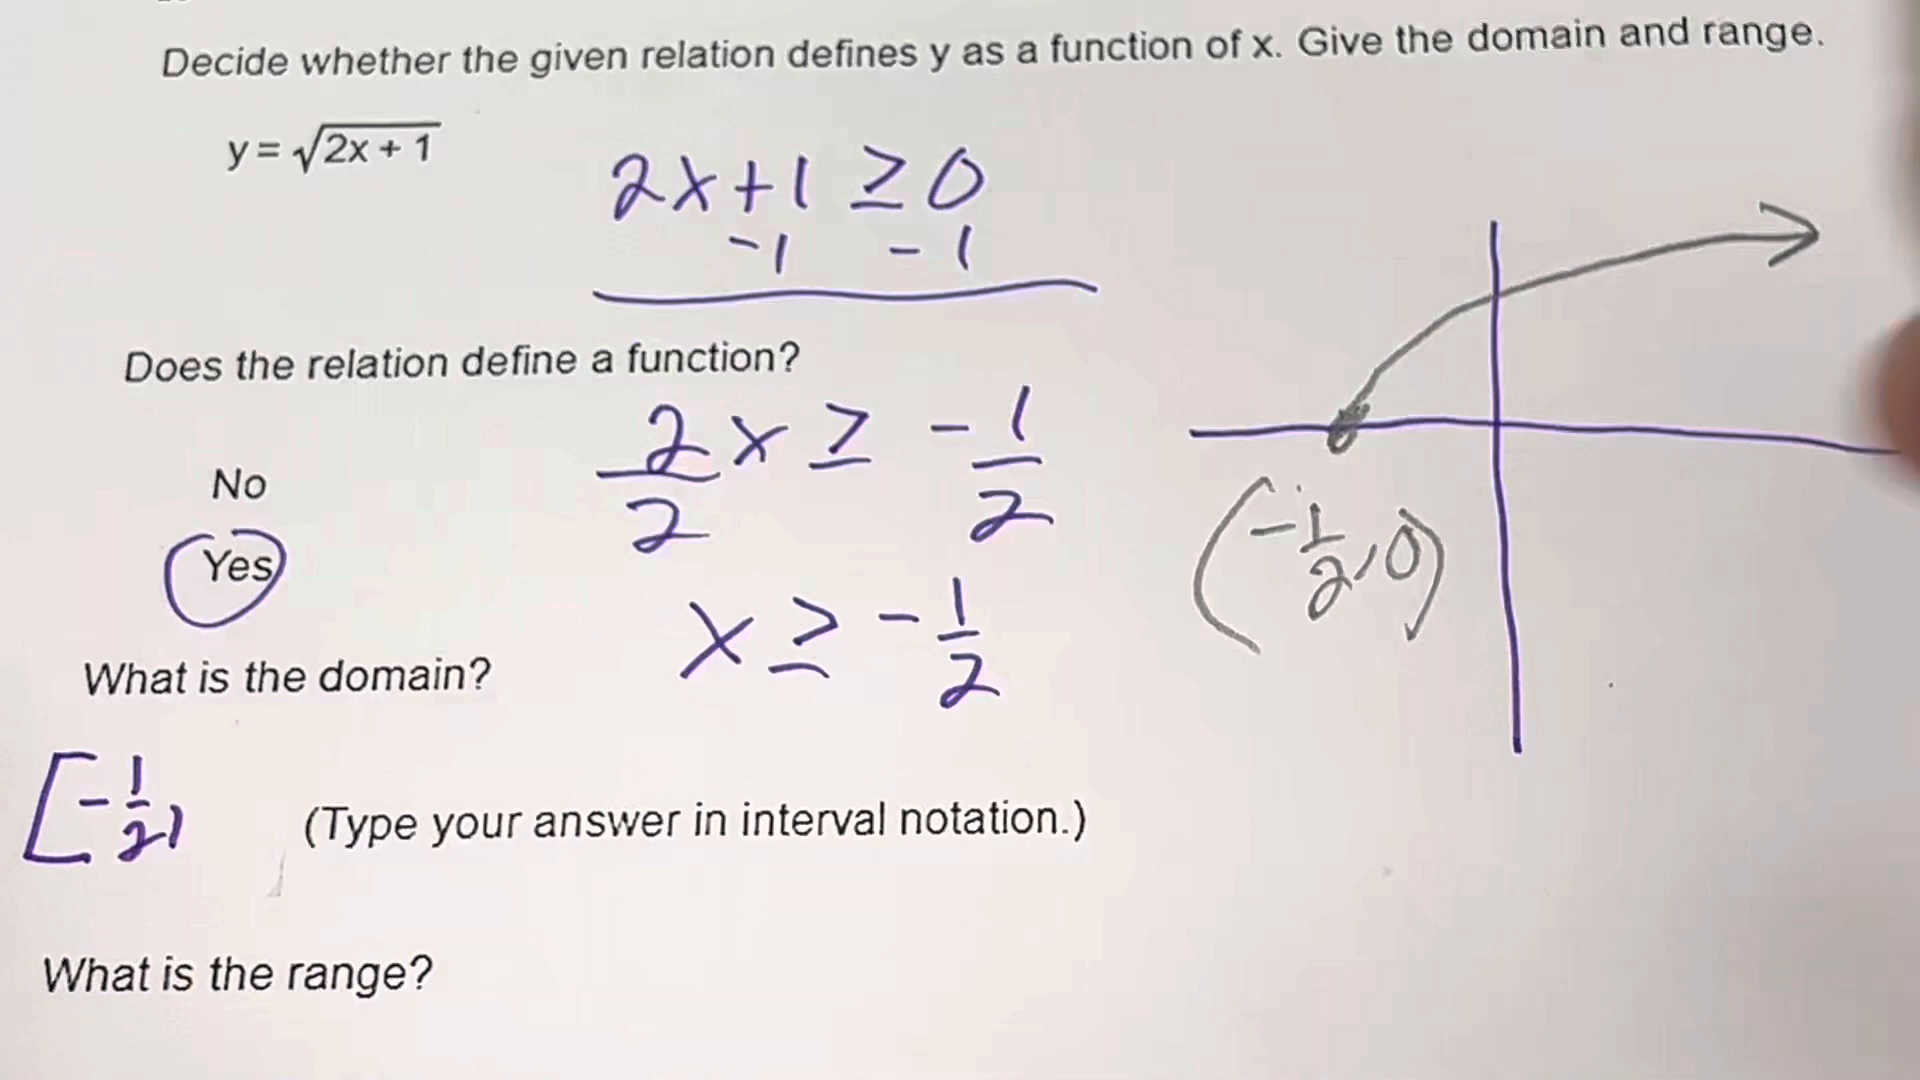 Decide whether the given relation defines y as a function of x. Give the domain and range.
y = √2x + 1
2x+1 ≥ 0
-1 -1
Does the relation define a function?
2x ≥ -1
2 2
No
Yes
x ≥ -1/2
(-1/2, 0)
What is the domain?
[-1/2,
(Type your answer in interval notation.)
What is the range?